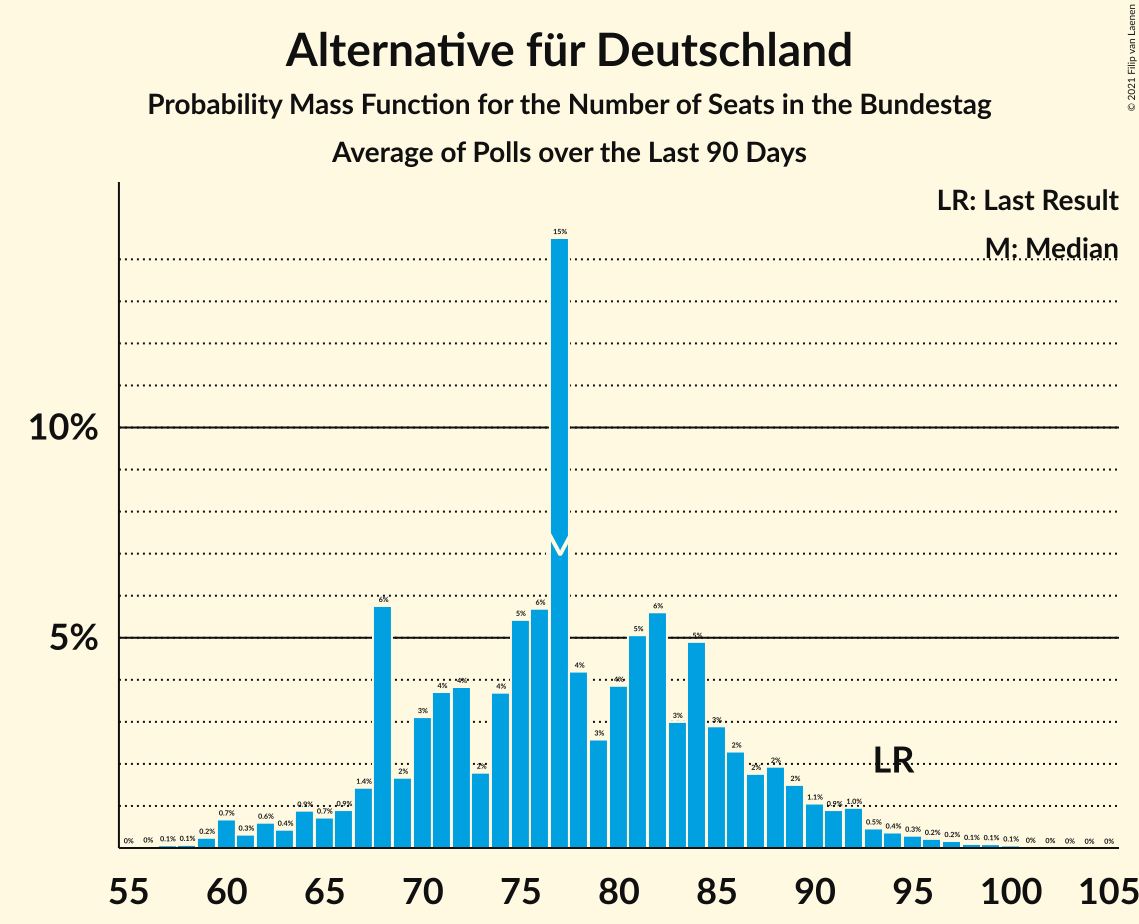 Alternative für Deutschland
Probability Mass Function for the Number of Seats in the Bundestag
Average of Polls over the Last 90 Days
© 2021 Filip van Laenen
LR: Last Result
M: Median
10%
5%
0% 0% 0.1% 0.1% 0.2% 0.7% 0.3% 0.6% 0.4% 0.9% 0.7% 0.9% 1.4% 6% 2% 3% 4% 4% 2% 4% 5% 6% 15% 4% 3% 4% 5% 6% 3% 5% 3% 2% 2% 2% 2% 1.1% 0.9% 1.0% 0.5% 0.4% 0.3% 0.2% 0.2% 0.1% 0.1% 0.1% 0% 0% 0% 0% 0%
LR
55 60 65 70 75 80 85 90 95 100 105